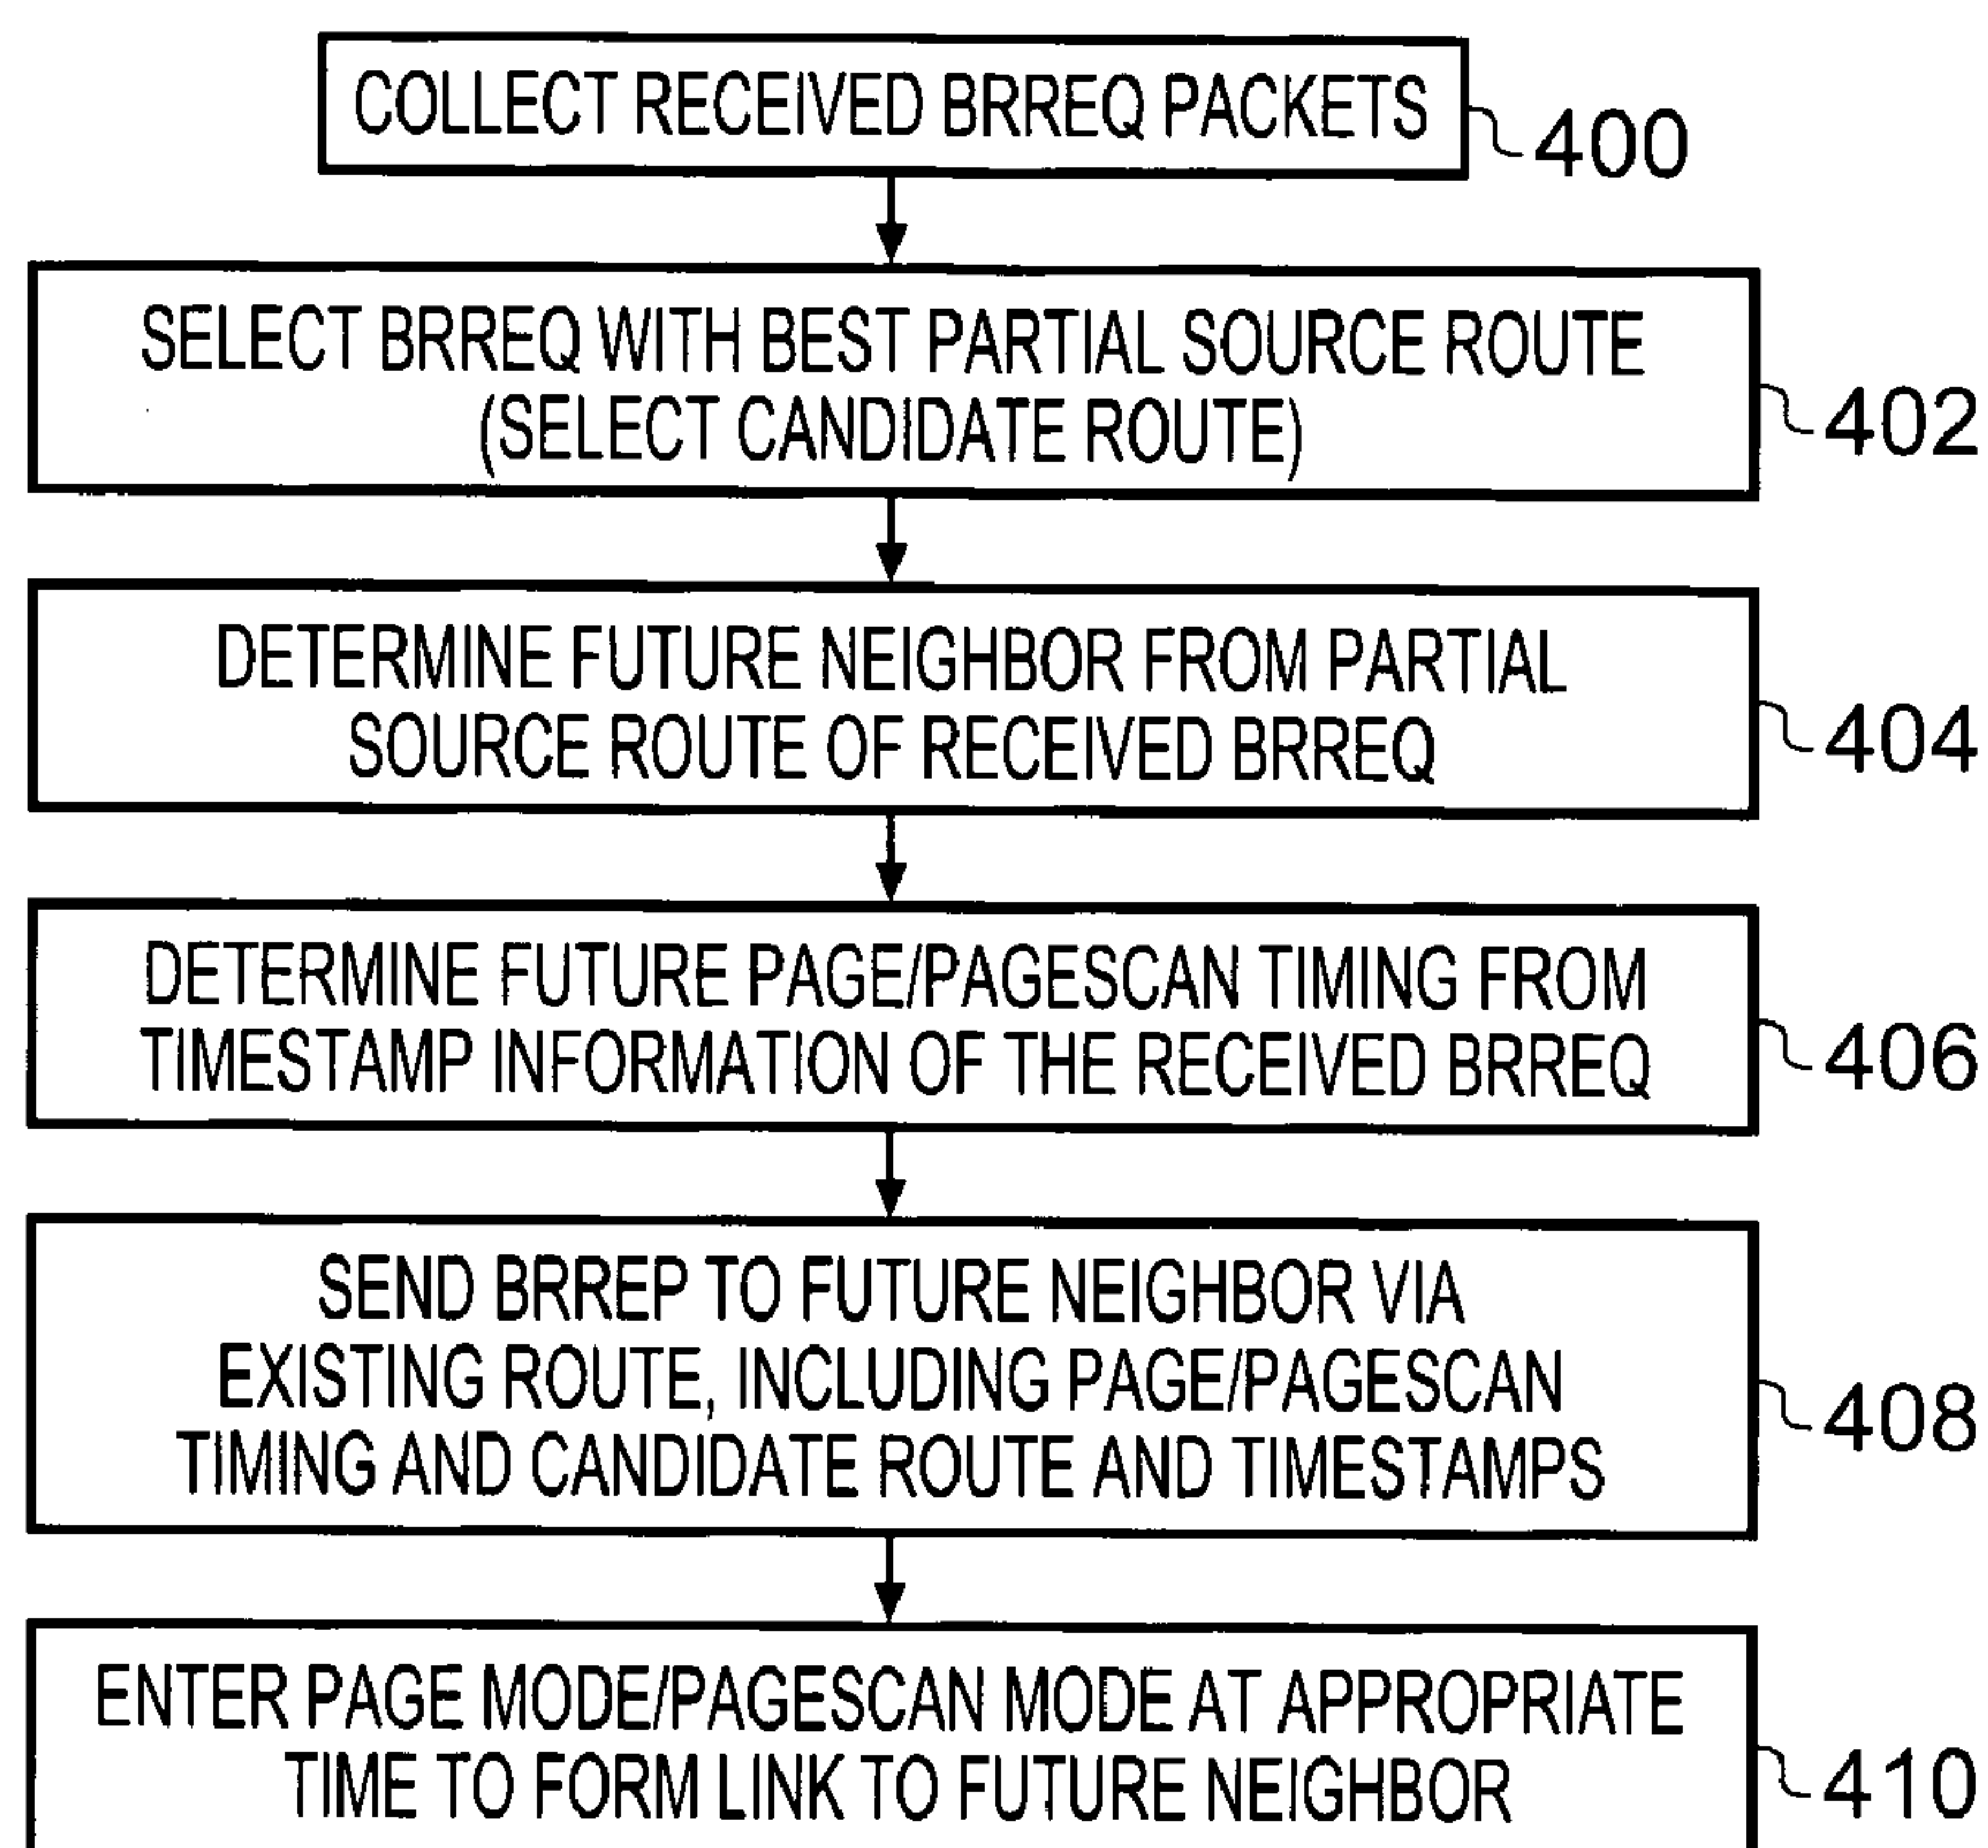 COLLECT RECEIVED BRREQ PACKETS
400
SELECT BRREQ WITH BEST PARTIAL SOURCE ROUTE
(SELECT CANDIDATE ROUTE)
402
DETERMINE FUTURE NEIGHBOR FROM PARTIAL
SOURCE ROUTE OF RECEIVED BRREQ
404
DETERMINE FUTURE PAGE/PAGESCAN TIMING FROM
TIMESTAMP INFORMATION OF THE RECEIVED BRREQ
406
SEND BRREP TO FUTURE NEIGHBOR VIA
EXISTING ROUTE, INCLUDING PAGE/PAGESCAN
TIMING AND CANDIDATE ROUTE AND TIMESTAMPS
408
ENTER PAGE MODE/PAGESCAN MODE AT APPROPRIATE
TIME TO FORM LINK TO FUTURE NEIGHBOR
410